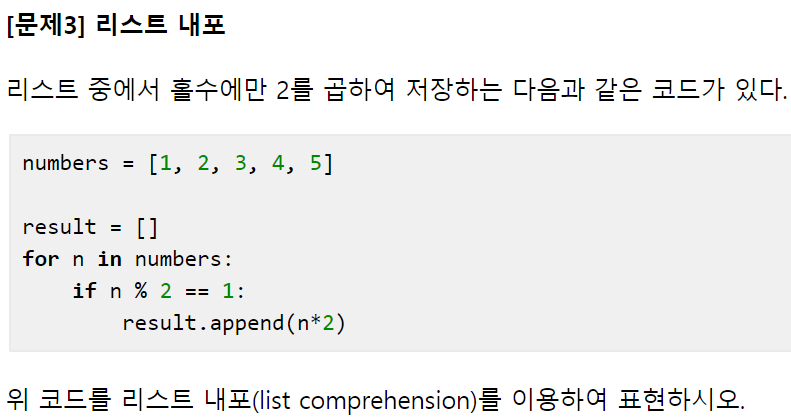 [문제3] 리스트 내포
리스트 중에서 홀수에만 2를 곱하여 저장하는 다음과 같은 코드가 있다.
numbers = [1, 2, 3, 4, 5]
result = []
for n in numbers:
    if n % 2 == 1:
        result.append(n*2)
위 코드를 리스트 내포(list comprehension)를 이용하여 표현하시오.